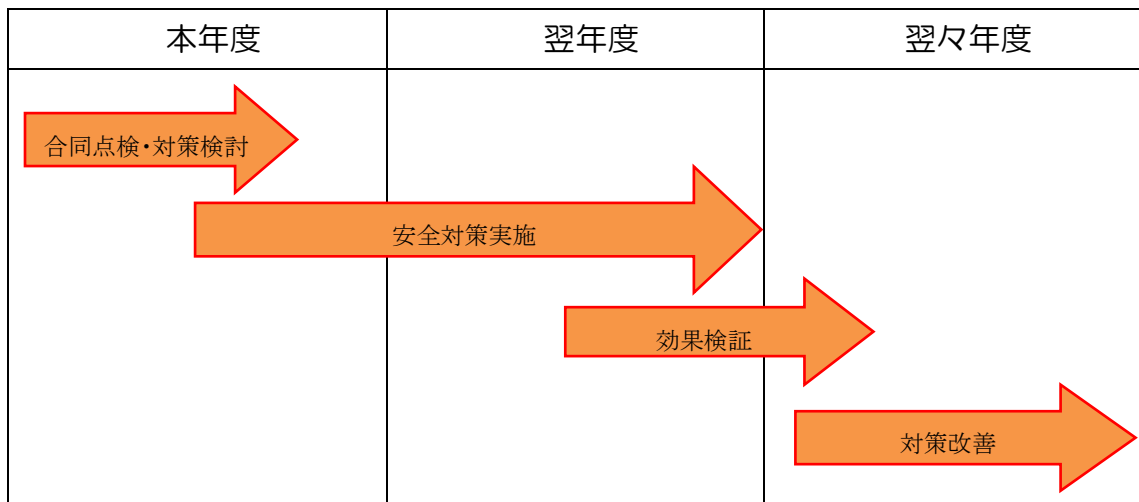 本年度
翌年度
翌々年度
合同点検・対策検討
安全対策実施
効果検証
対策改善